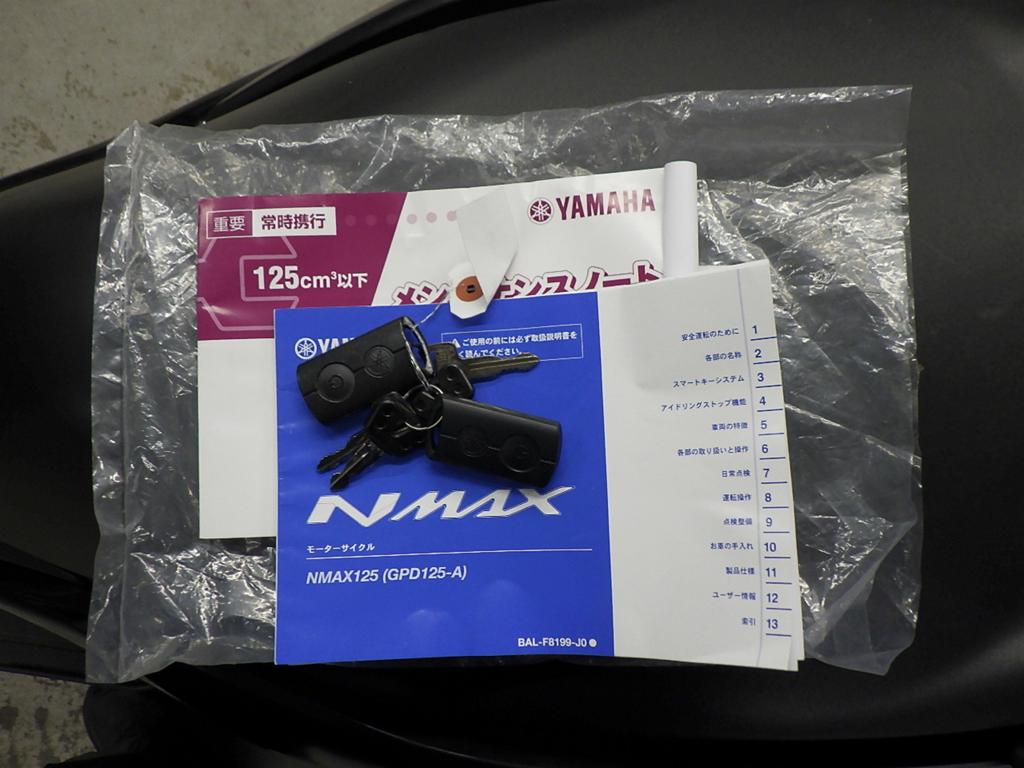 重要 常時携行
YAMAHA
125cm³以下
ご使用の前には必ず取扱説明書を
読んでください。
NMAX
モーターサイクル
NMAX125 (GPD125-A)
BAL-F8199-J0●
安全運転のために 1
各部の名称 2
スマートキーシステム 3
アイドリングストップ機能 4
車両の特徴 5
各部の取り扱いと操作 6
日常点検 7
運転操作 8
点検整備 9
お車の手入れ 10
製品仕様 11
ユーザー情報 12
索引 13